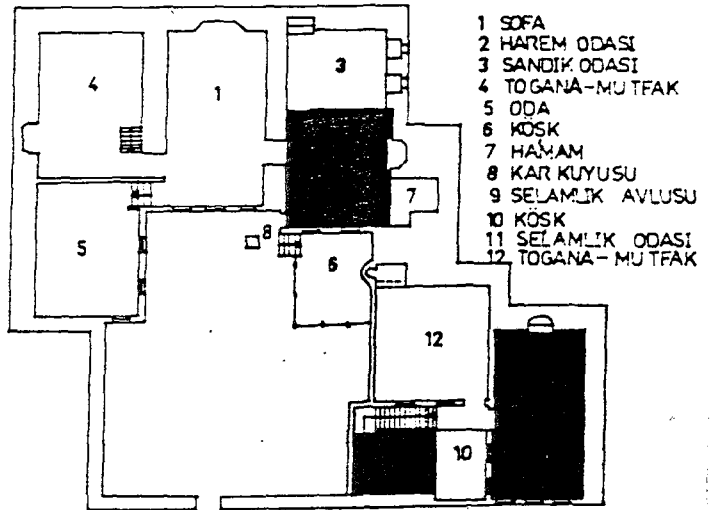 1 SOFA
2 HAREM ODASI
3 SANDIK ODASI
4 TOGANA-MUTFAK
5 ODA
6 KÖSK
7 HAMAM
8 KAR KUYUSU
9 SELAMLIK AVLUSU
10 KÖSK
11 SELAMLIK ODASI
12 TOGANA-MUTFAK
4
1
3
7
5
8
6
12
10